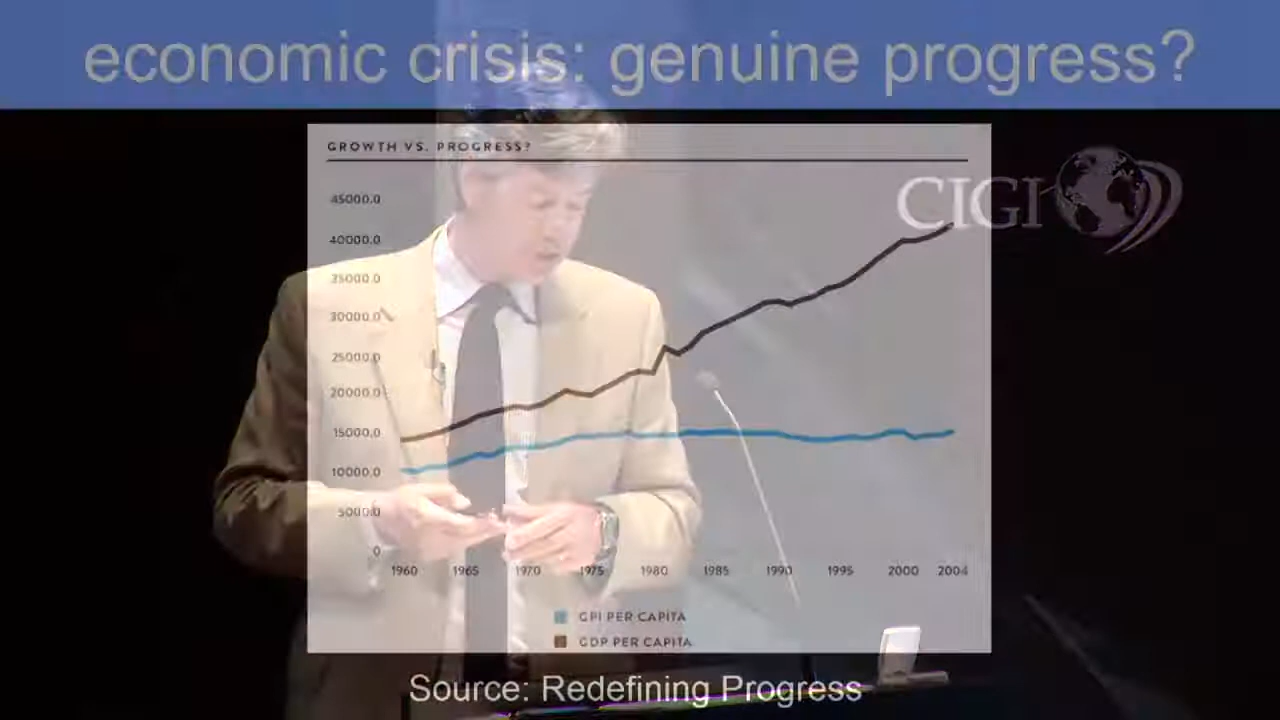 economic crisis: genuine progress?
GROWTH VS. PROGRESS?
CIGI
45000.0
40000.0
35000.0
30000.0
25000.0
20000.0
15000.0
10000.0
5000.0
0
1960 1965 1970 1975 1980 1985 1990 1995 2000 2004
GPI PER CAPITA
GDP PER CAPITA
Source: Redefining Progress